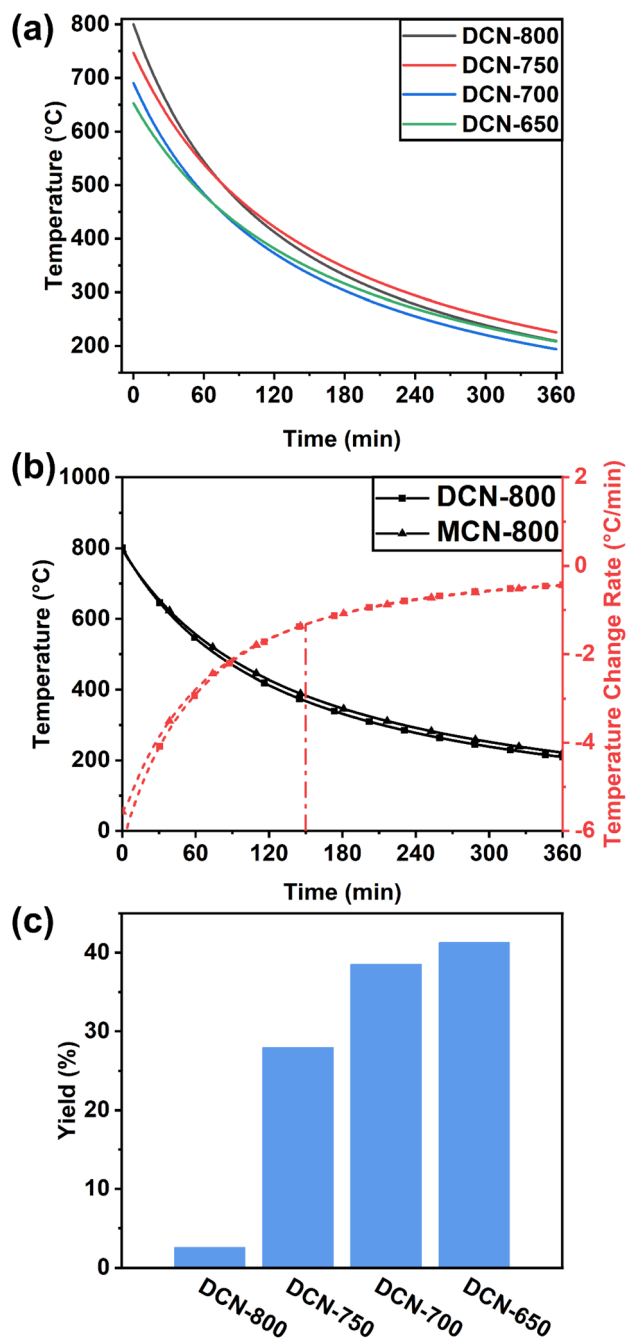 (a)
800
700
600
500
400
300
200
Temperature (°C)
DCN-800
DCN-750
DCN-700
DCN-650
0 60 120 180 240 300 360
Time (min)
(b)
1000
800
600
400
200
0
Temperature (°C)
DCN-800
MCN-800
2
0
-2
-4
-6
Temperature Change Rate (°C/min)
0 60 120 180 240 300 360
Time (min)
(c)
40
30
20
10
0
Yield (%)
DCN-800
DCN-750
DCN-700
DCN-650